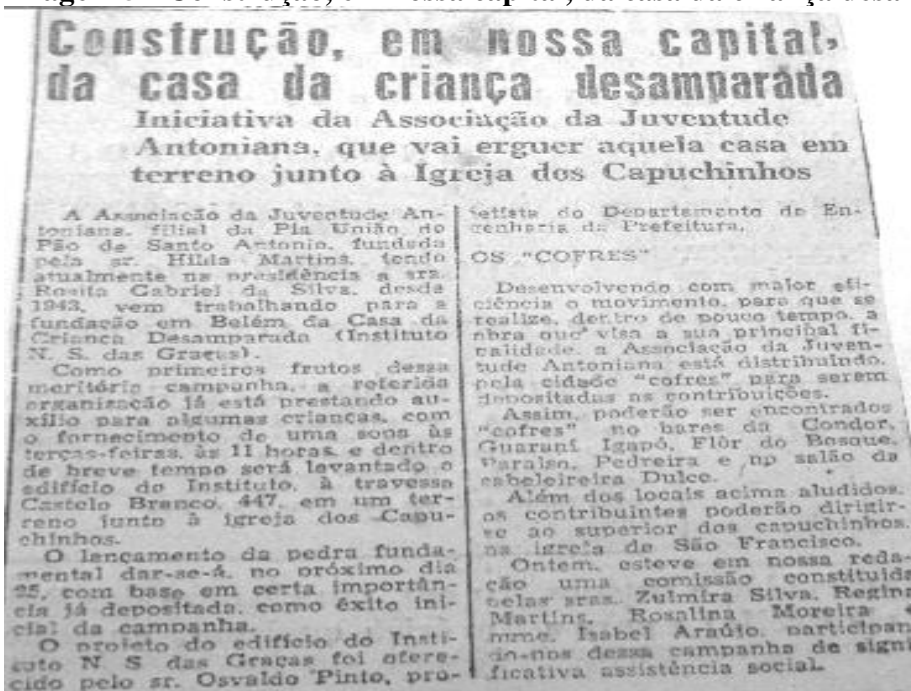 Construção, em nossa capital,
da casa da criança desamparada
Iniciativa da Associação da Juventude
Antoniana, que vai erguer aquela casa em
terreno junto à Igreja dos Capuchinhos
A Associação da Juventude An-
toniana, filial da Pia União do
Pão de Santo Antonio, fundada
pela sr. Hilda Martins, tendo
atualmente na presidência a sra.
Rosita Gabriel da Silva, desde
1943, vem trabalhando para a
fundação em Belém da Casa da
Criança Desamparada (Instituto
N. S. das Graças).
Como primeiros frutos dessa
meritória campanha, a referida
organização já está prestando au-
xílio para algumas crianças, com
o fornecimento de uma sopa às
terças-feiras, às 11 horas, e dentro
de breve tempo será levantado o
edifício do Instituto, à travessa
Castelo Branco, 447, em um ter-
reno junto à igreja dos Capu-
chinhos.
O lançamento da pedra funda-
mental dar-se-á, no próximo dia
25, com base em certa importân-
cia já depositada, como êxito ini-
cial da campanha.
O projeto do edifício do Insti-
tuto N S das Graças foi ofere-
cido pelo sr. Osvaldo Pinto, pro-
jetista do Departamento de En-
genharia da Prefeitura.
OS "COFRES"
Desenvolvendo com maior efi-
ciência o movimento, para que se
realize, dentro de pouco tempo, a
obra que visa a sua principal fi-
nalidade, a Associação da Juven-
tude Antoniana está distribuindo,
pela cidade "cofres" para serem
depositadas as contribuições.
Assim, poderão ser encontrados
"cofres" no bares da Condor,
Guaraní Igapó, Flôr do Bosque,
Paraiso, Pedreira e no salão da
cabeleireira Dulce.
Além dos locais acima aludidos,
os contribuintes poderão dirigir-
se ao superior dos capuchinhos,
na igreja de São Francisco.
Ontem, esteve em nossa reda-
ção uma comissão constituida
pelas sras. Zulmira Silva, Regina
Martins, Rosalina Moreira
mme. Isabel Araújo, participan-
do-nos dessa campanha de signi-
ficativa assistência social.